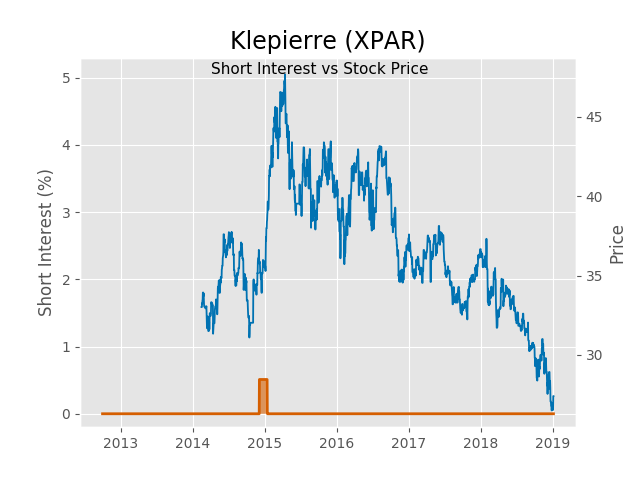 Klepierre (XPAR)
Short Interest vs Stock Price
Short Interest (%)
5
4
3
2
1
0
45
40
35
30
Price
2013 2014 2015 2016 2017 2018 2019